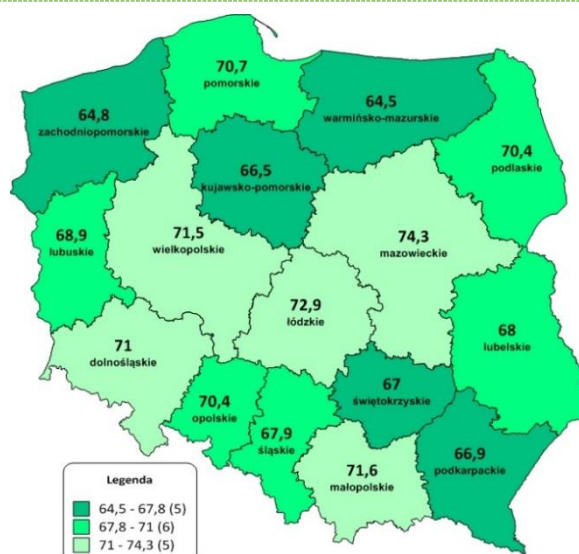 70,7
pomorskie
64,8
zachodniopomorskie
64,5
warmińsko-mazurskie
70,4
podlaskie
66,5
kujawsko-pomorskie
71,5
wielkopolskie
74,3
mazowieckie
68,9
lubuskie
72,9
łódzkie
71
dolnośląskie
68
lubelskie
70,4
opolskie
67,9
śląskie
67
świętokrzyskie
71,6
małopolskie
66,9
podkarpackie
Legenda
64,5 - 67,8 (5)
67,8 - 71 (6)
71 - 74,3 (5)